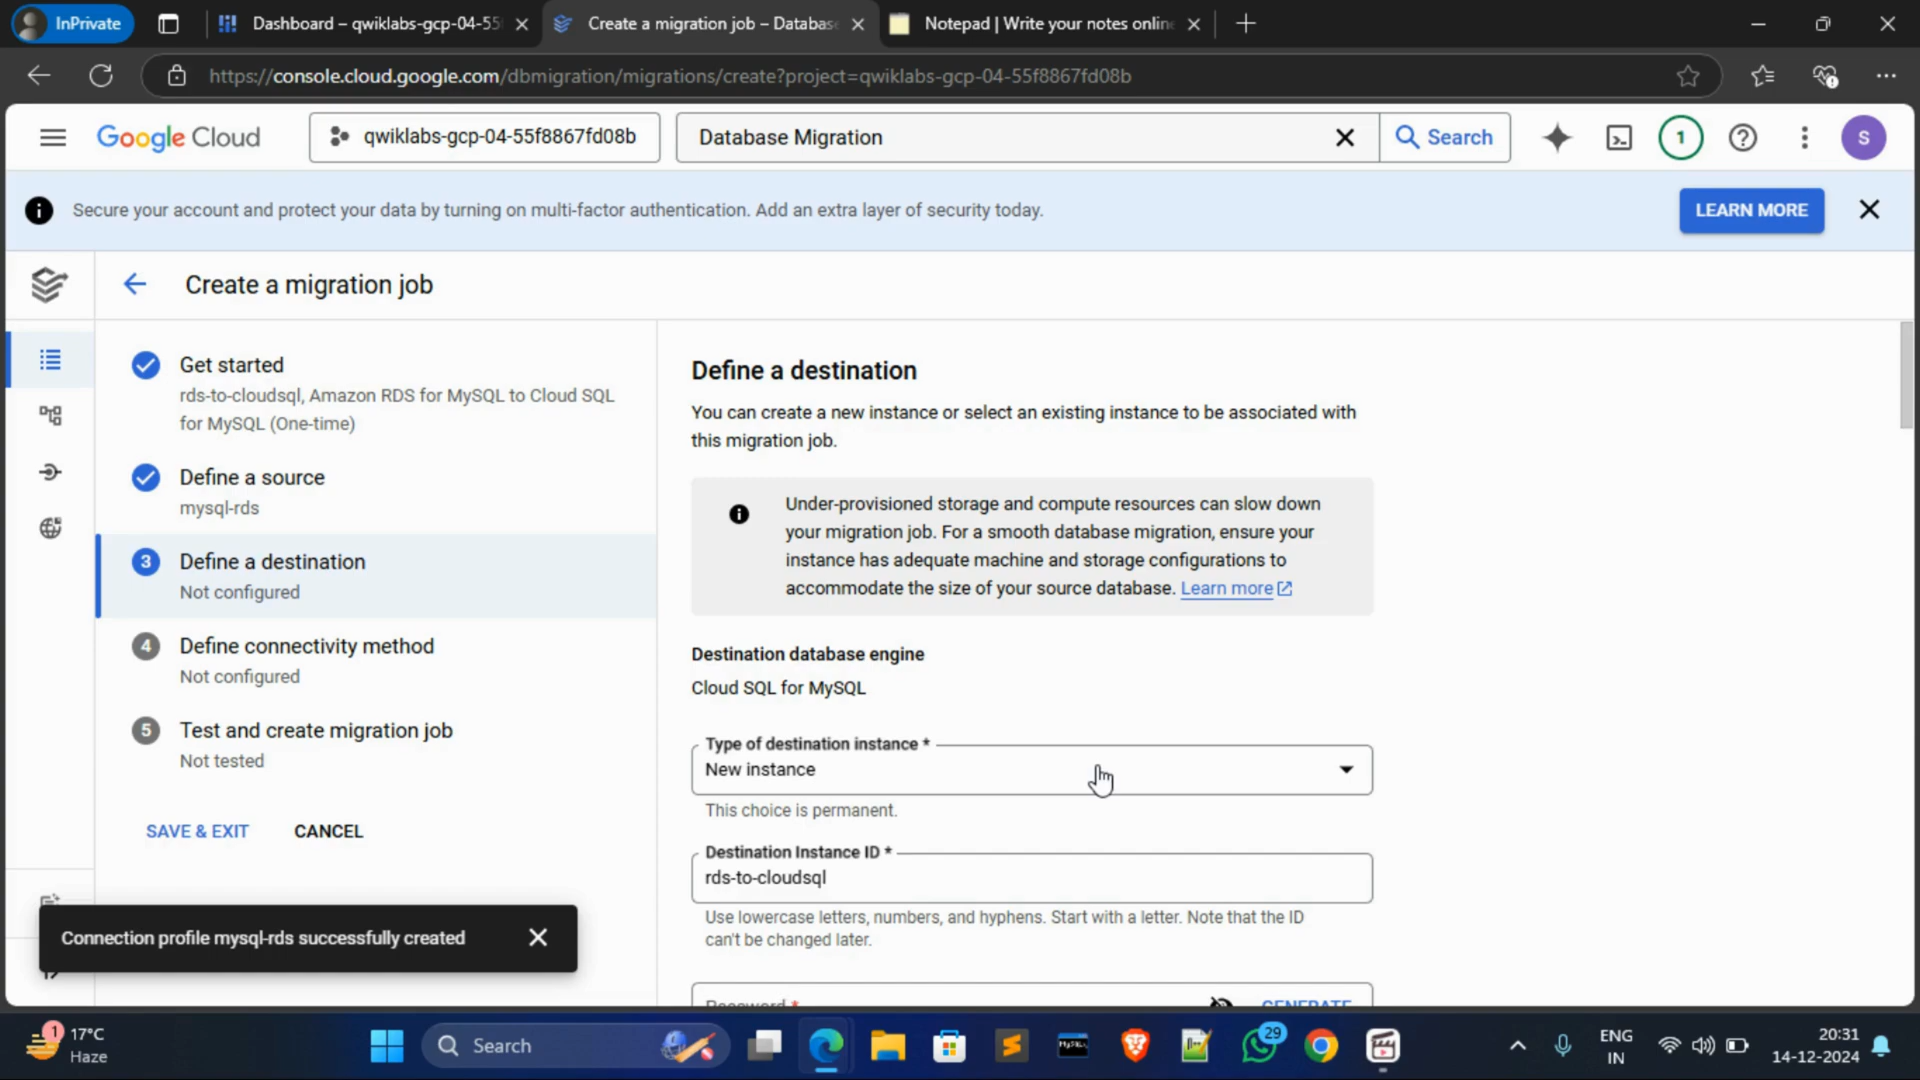 InPrivate
Dashboard – qwiklabs-gcp-04-55
Create a migration job – Databas
Notepad | Write your notes onlin
https://console.cloud.google.com/dbmigration/migrations/create?project=qwiklabs-gcp-04-55f8867fd08b
Google Cloud
qwiklabs-gcp-04-55f8867fd08b
Database Migration
Search
1
S
Secure your account and protect your data by turning on multi-factor authentication. Add an extra layer of security today.
LEARN MORE
Create a migration job
Get started
rds-to-cloudsql, Amazon RDS for MySQL to Cloud SQL
for MySQL (One-time)
Define a source
mysql-rds
3 Define a destination
Not configured
4 Define connectivity method
Not configured
5 Test and create migration job
Not tested
SAVE & EXIT
CANCEL
Define a destination
You can create a new instance or select an existing instance to be associated with
this migration job.
Under-provisioned storage and compute resources can slow down
your migration job. For a smooth database migration, ensure your
instance has adequate machine and storage configurations to
accommodate the size of your source database. Learn more
Destination database engine
Cloud SQL for MySQL
Type of destination instance *
New instance
This choice is permanent.
Destination Instance ID *
rds-to-cloudsql
Use lowercase letters, numbers, and hyphens. Start with a letter. Note that the ID
can't be changed later.
Password *
GENERATE
Connection profile mysql-rds successfully created
1
17°C
Haze
Search
MySQL
29
ENG
IN
20:31
14-12-2024